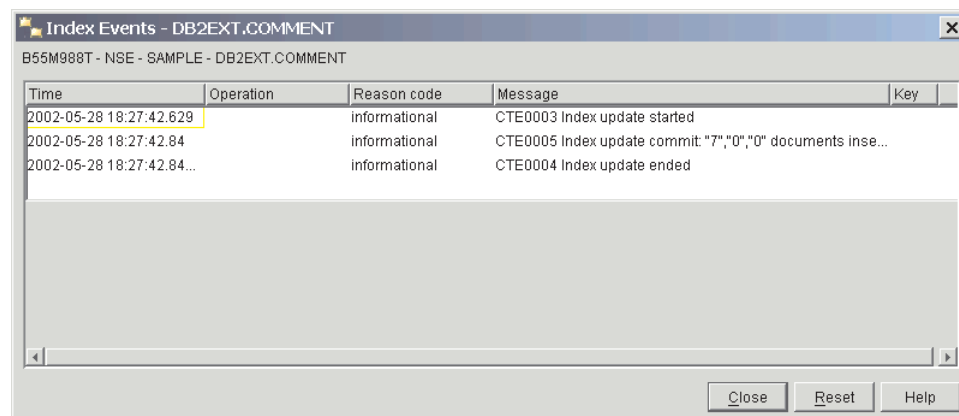 Index Events - DB2EXT.COMMENT
B55M988T - NSE - SAMPLE - DB2EXT.COMMENT
Time Operation Reason code Message Key
2002-05-28 18:27:42.629 informational CTE0003 Index update started
2002-05-28 18:27:42.84 informational CTE0005 Index update commit: "7","0","0" documents inse...
2002-05-28 18:27:42.84... informational CTE0004 Index update ended
Close Reset Help